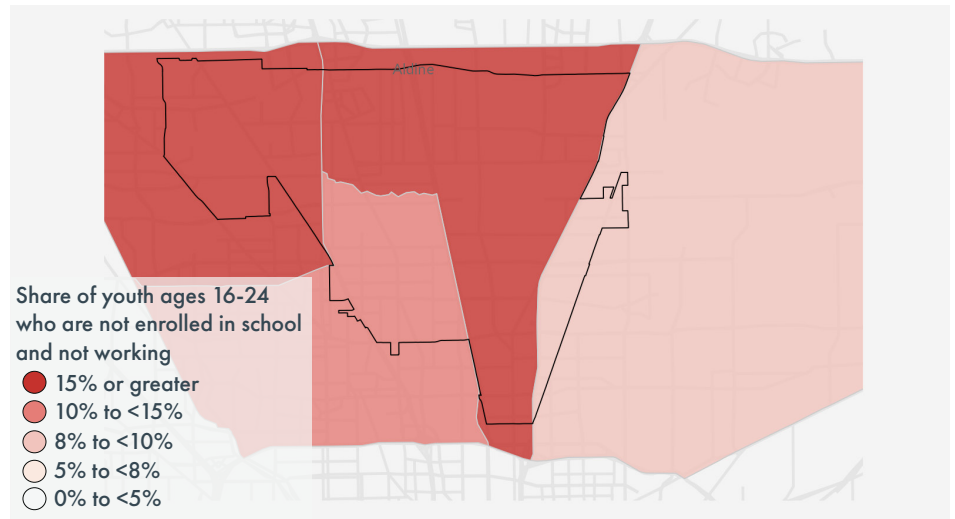 Aldine
Share of youth ages 16-24
who are not enrolled in school
and not working
15% or greater
10% to <15%
8% to <10%
5% to <8%
0% to <5%